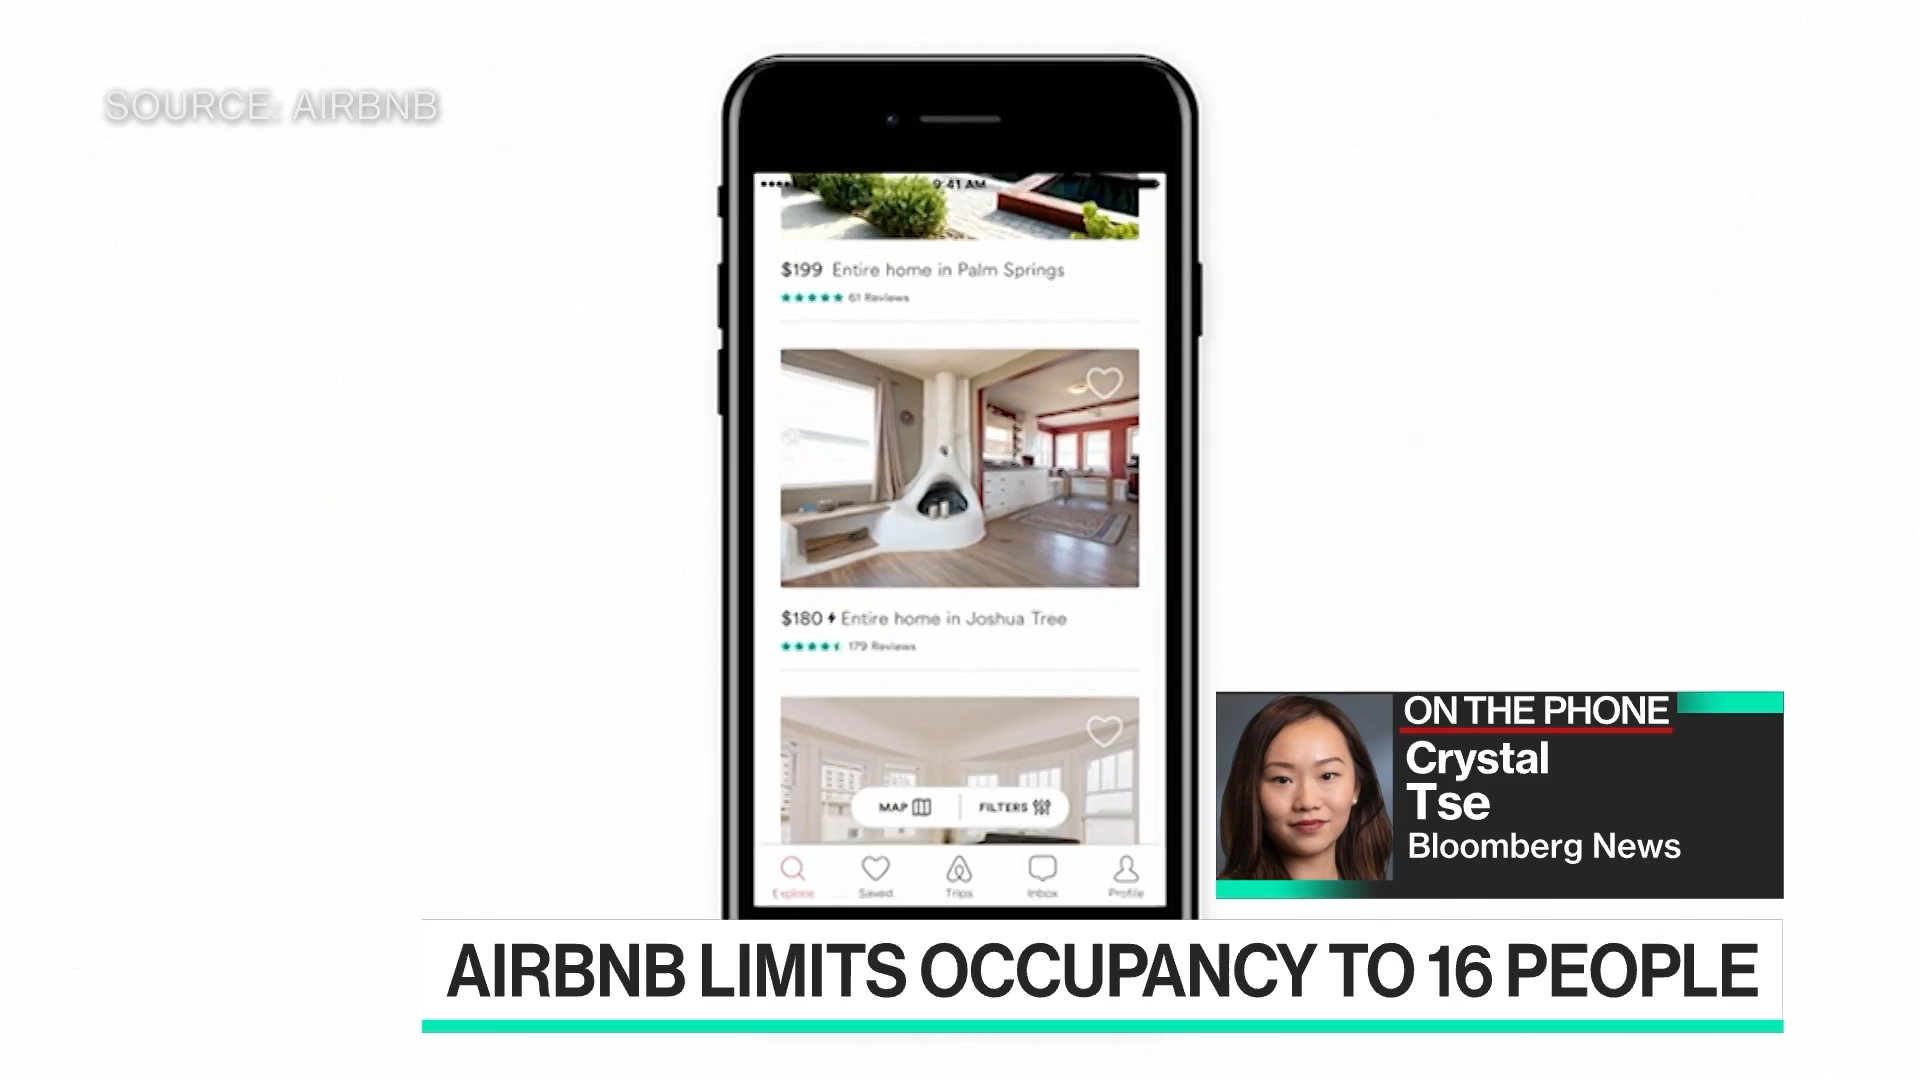 SOURCE: AIRBNB
9:41 AM
$199 Entire home in Palm Springs
61 Reviews
$180 Entire home in Joshua Tree
179 Reviews
MAP FILTERS
Explore Saved Trips Inbox Profile
ON THE PHONE
Crystal
Tse
Bloomberg News
AIRBNB LIMITS OCCUPANCY TO 16 PEOPLE